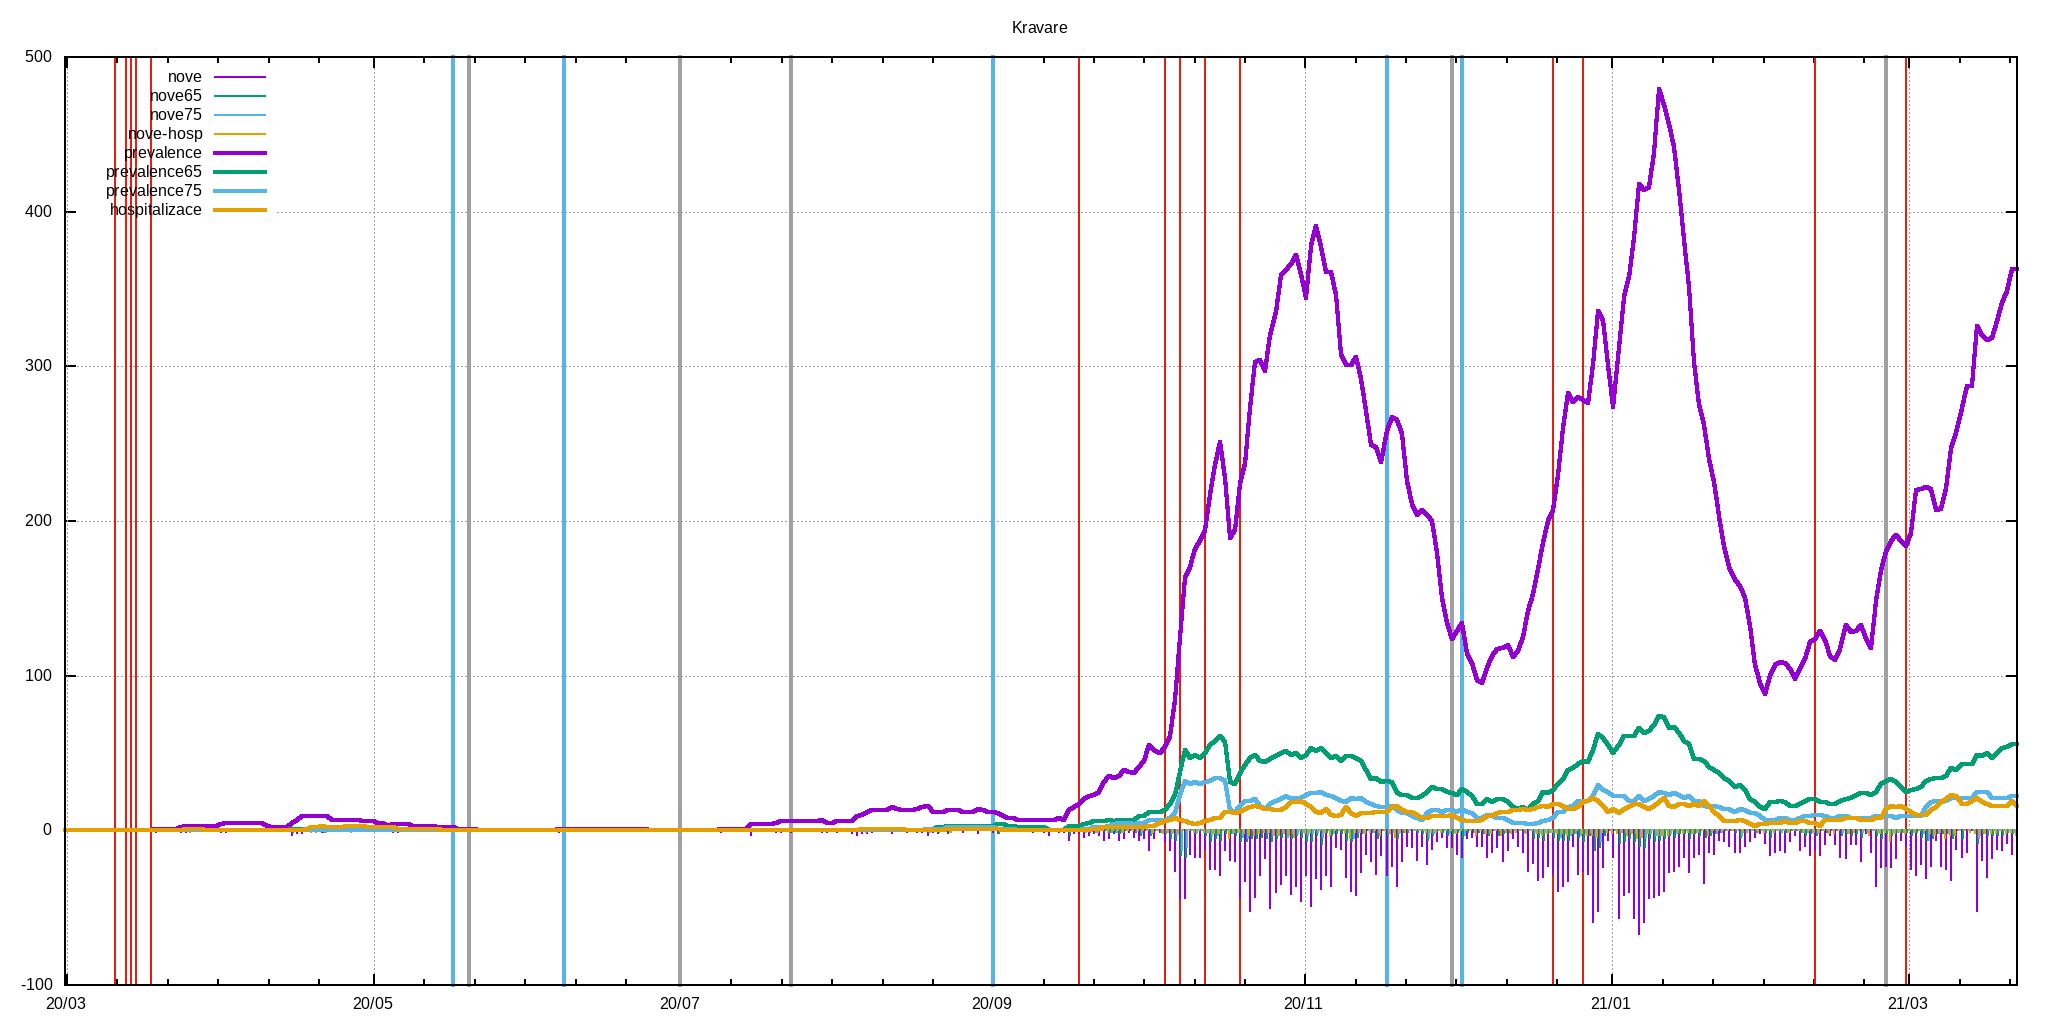 Kravare
500
nove
nove65
nove75
nove-hosp
prevalence
prevalence65
prevalence75
hospitalizace
400
300
200
100
0
-100
20/03 20/05 20/07 20/09 20/11 21/01 21/03